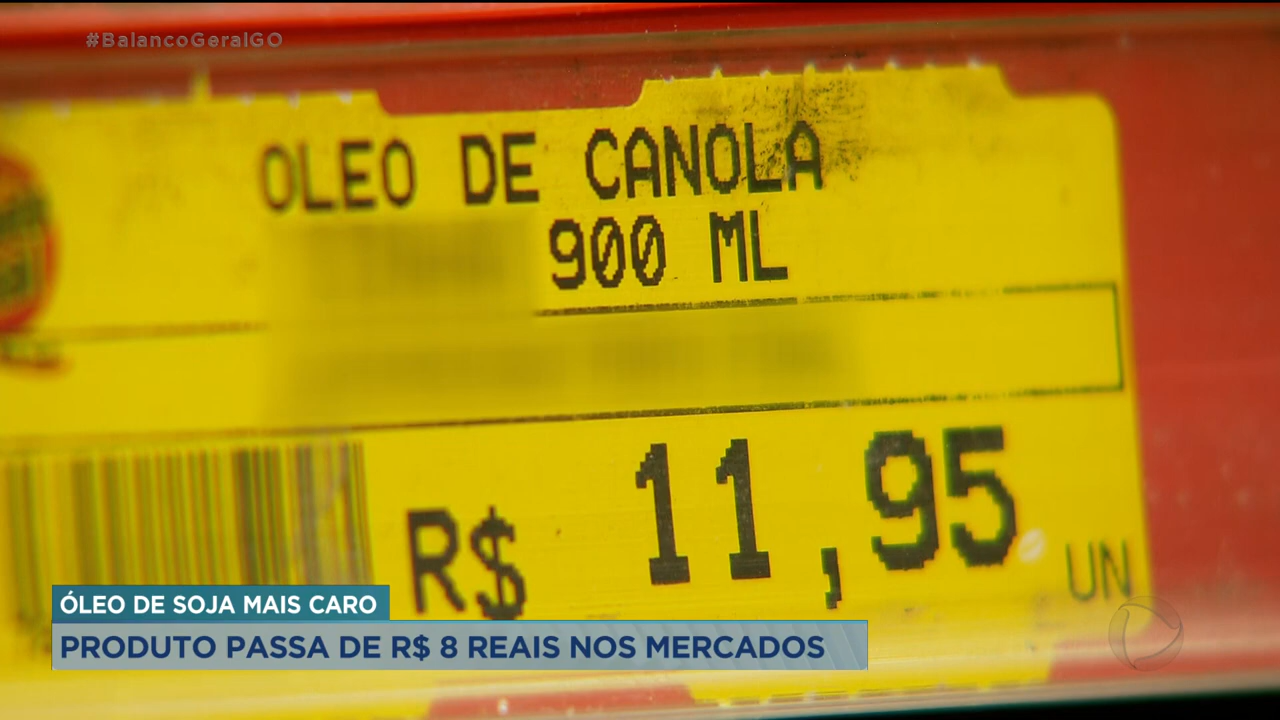 #BalancoGeralGO
OLEO DE CANOLA
900 ML
R$ 11,95 UN
ÓLEO DE SOJA MAIS CARO
PRODUTO PASSA DE R$ 8 REAIS NOS MERCADOS